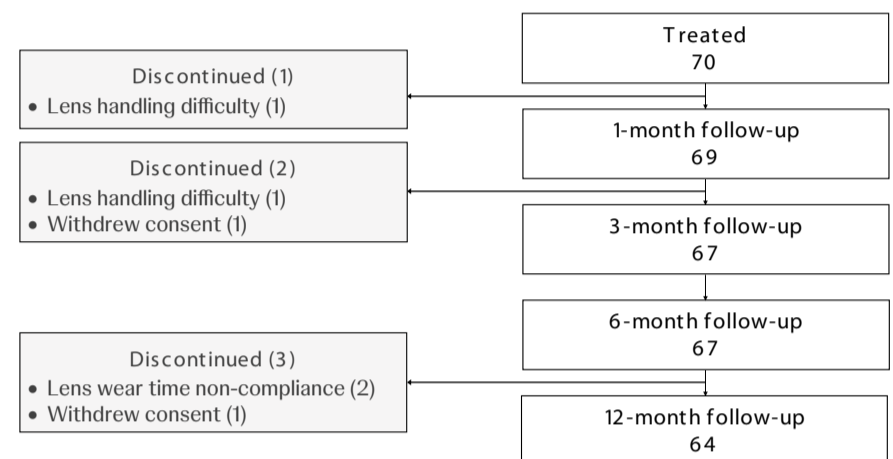 Treated
70
Discontinued (1)
• Lens handling difficulty (1)
1-month follow-up
69
Discontinued (2)
• Lens handling difficulty (1)
• Withdrew consent (1)
3-month follow-up
67
6-month follow-up
67
Discontinued (3)
• Lens wear time non-compliance (2)
• Withdrew consent (1)
12-month follow-up
64